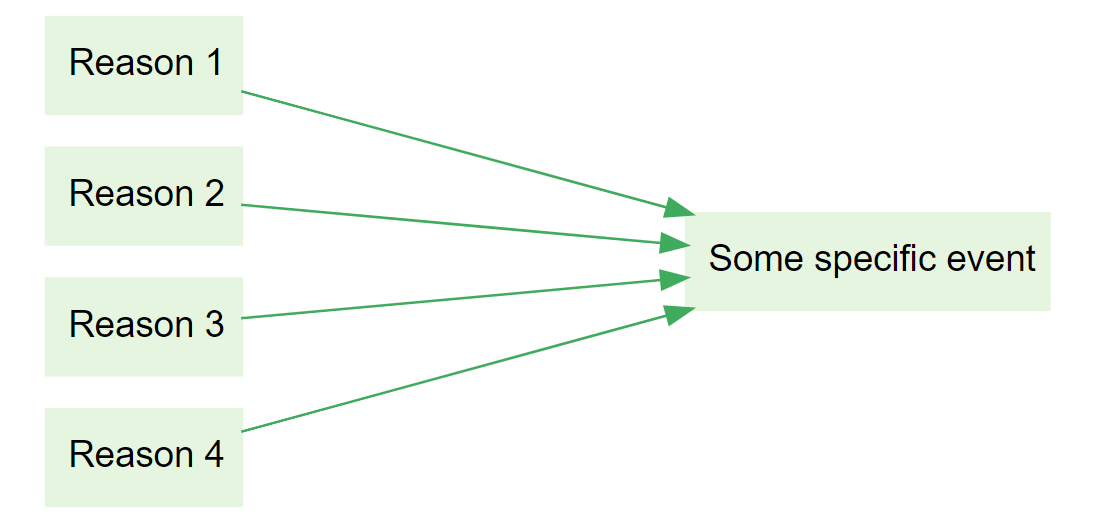 Reason 1
Reason 2
Some specific event
Reason 3
Reason 4